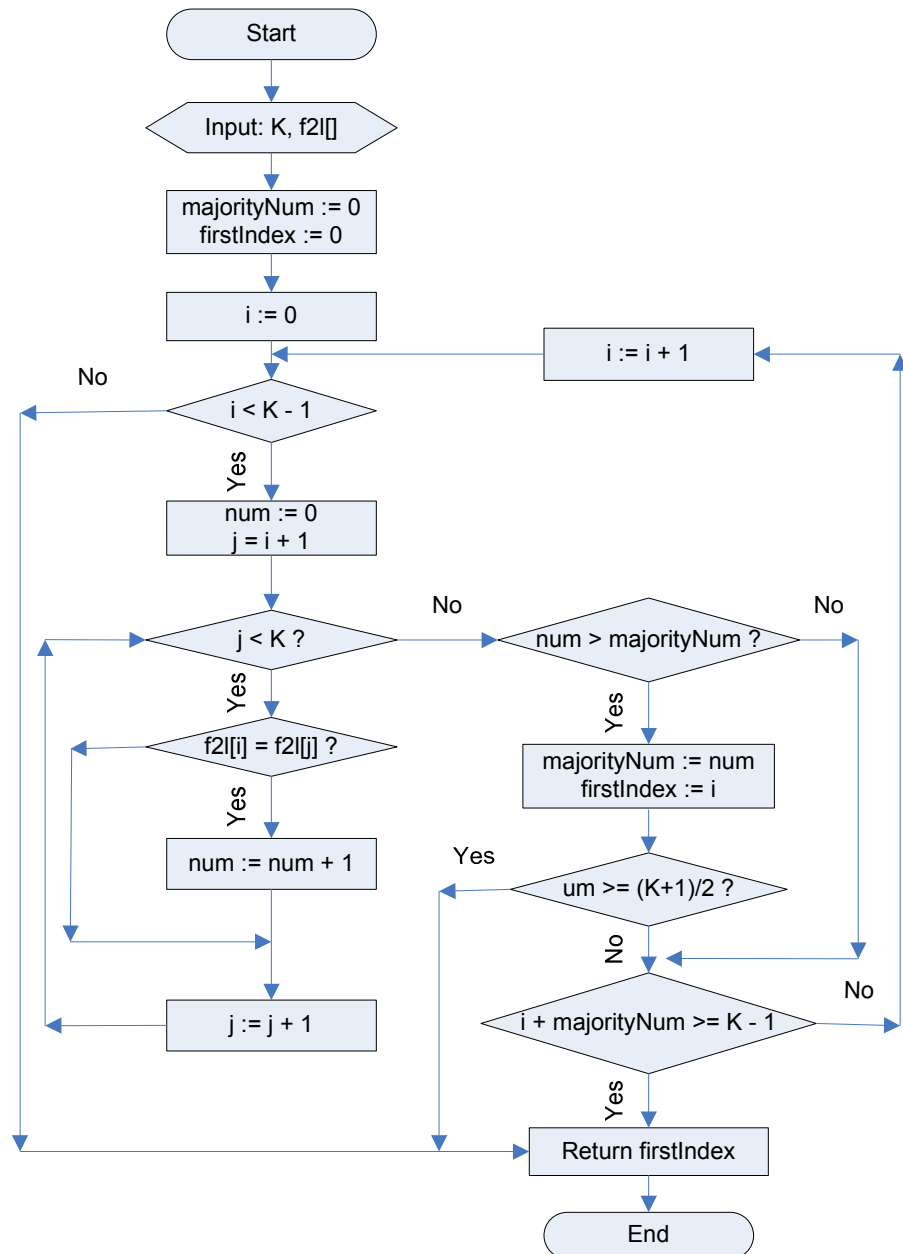 Start
Input: K, f2l[]
majorityNum := 0
firstIndex := 0
i := 0
i := i + 1
No
i < K - 1
Yes
num := 0
j = i + 1
j < K ?
No
num > majorityNum ?
No
Yes
Yes
f2l[i] = f2l[j] ?
majorityNum := num
firstIndex := i
Yes
num := num + 1
Yes
um >= (K+1)/2 ?
No
j := j + 1
i + majorityNum >= K - 1
No
Yes
Return firstIndex
End